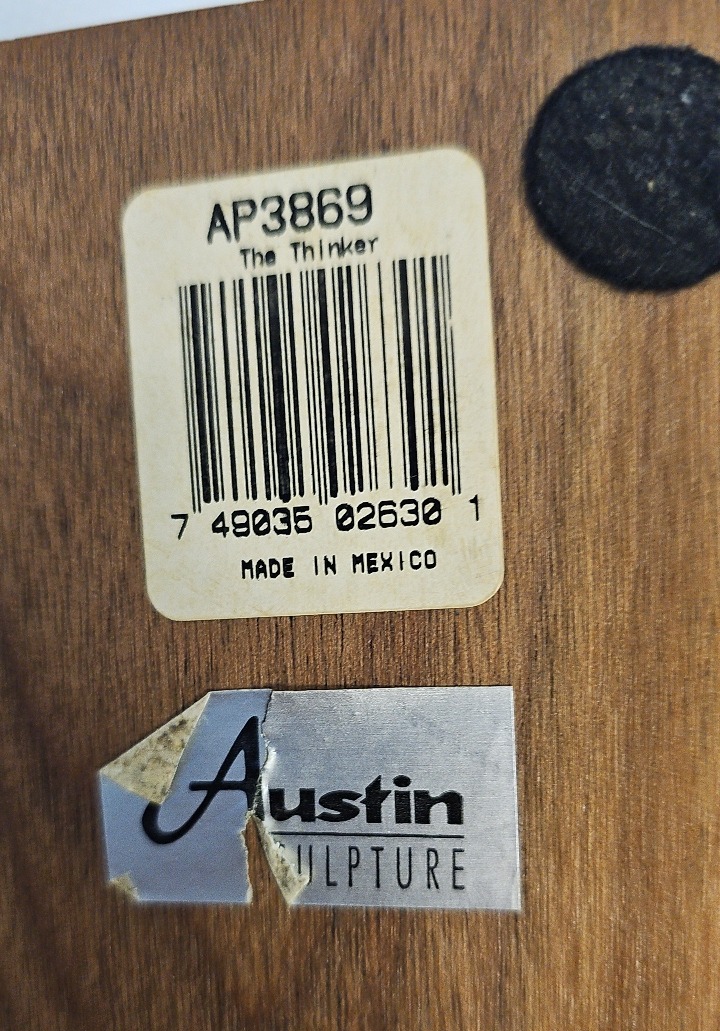 AP3869
The Thinker
7 49035 02630 1
MADE IN MEXICO
Austin
ULPTURE